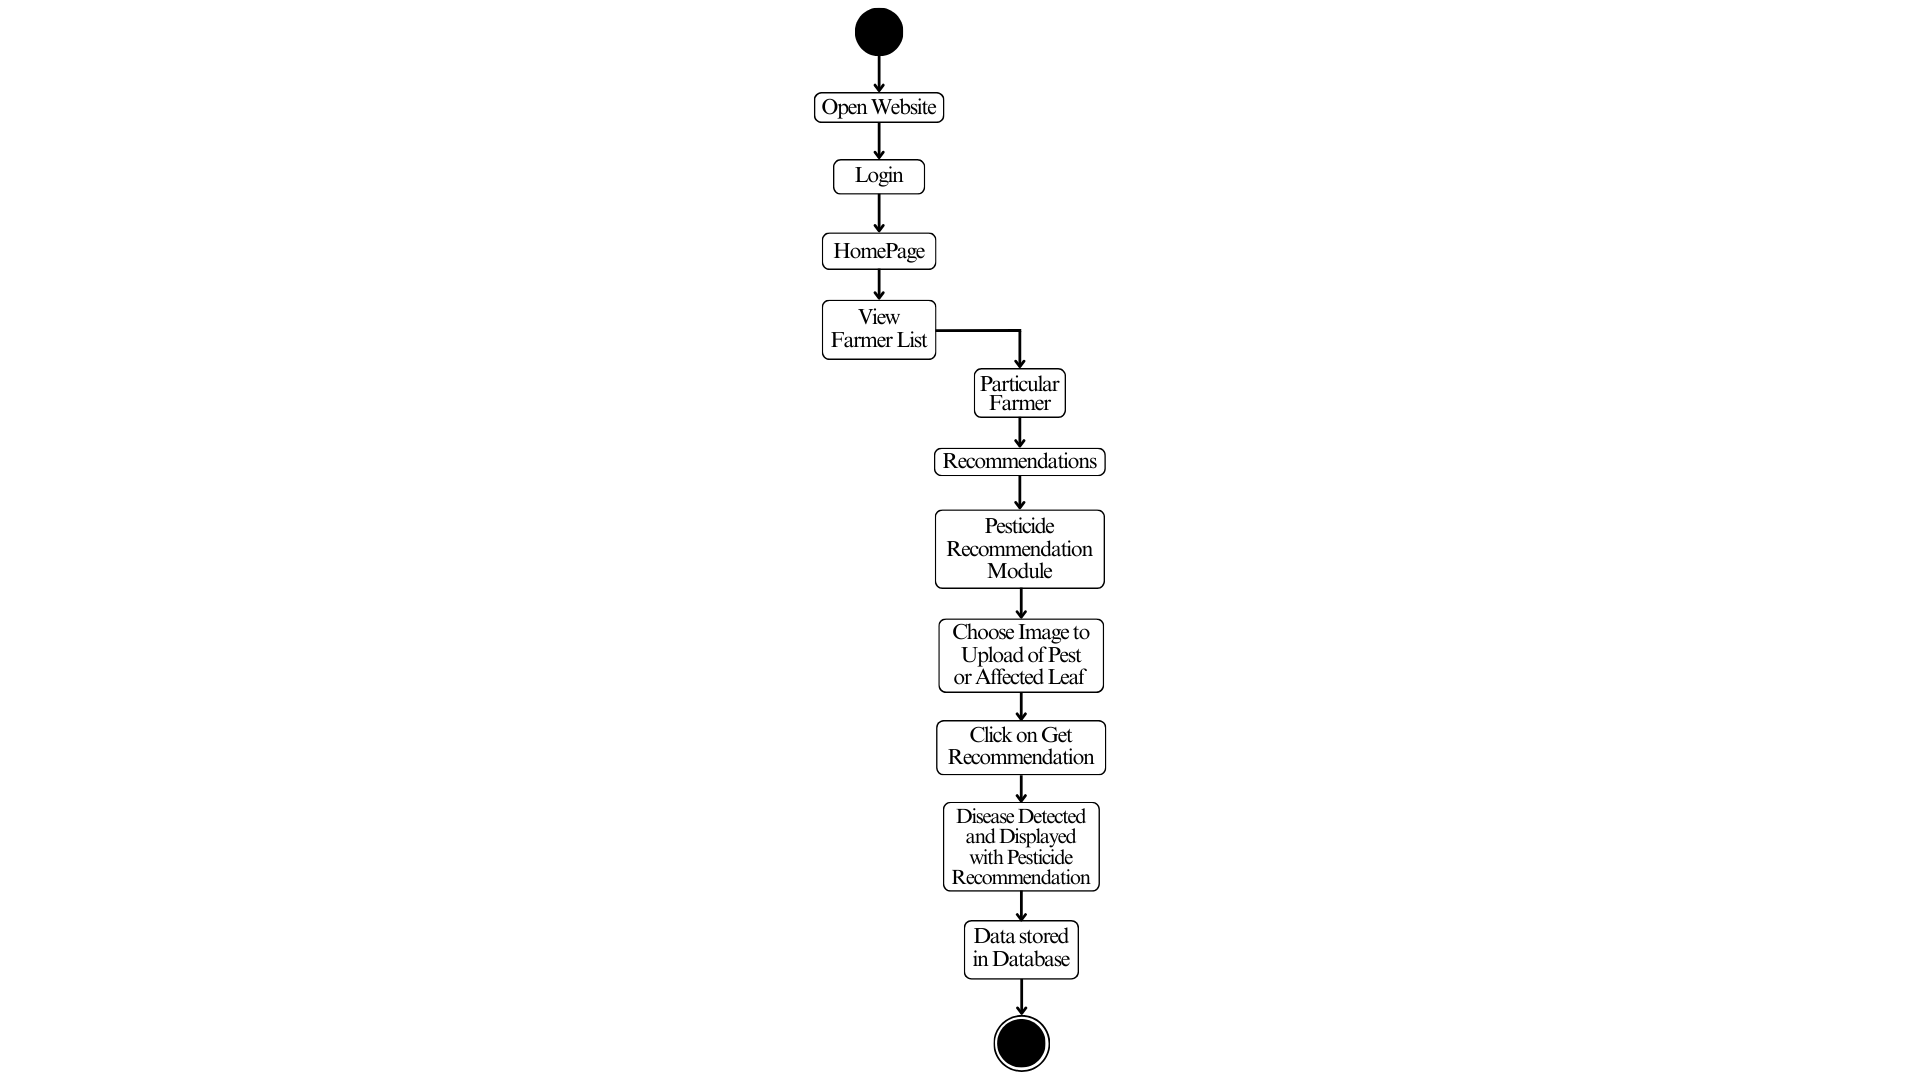 Open Website
Login
HomePage
View
Farmer List
Particular
Farmer
Recommendations
Pesticide
Recommendation
Module
Choose Image to
Upload of Pest
or Affected Leaf
Click on Get
Recommendation
Disease Detected
and Displayed
with Pesticide
Recommendation
Data stored
in Database